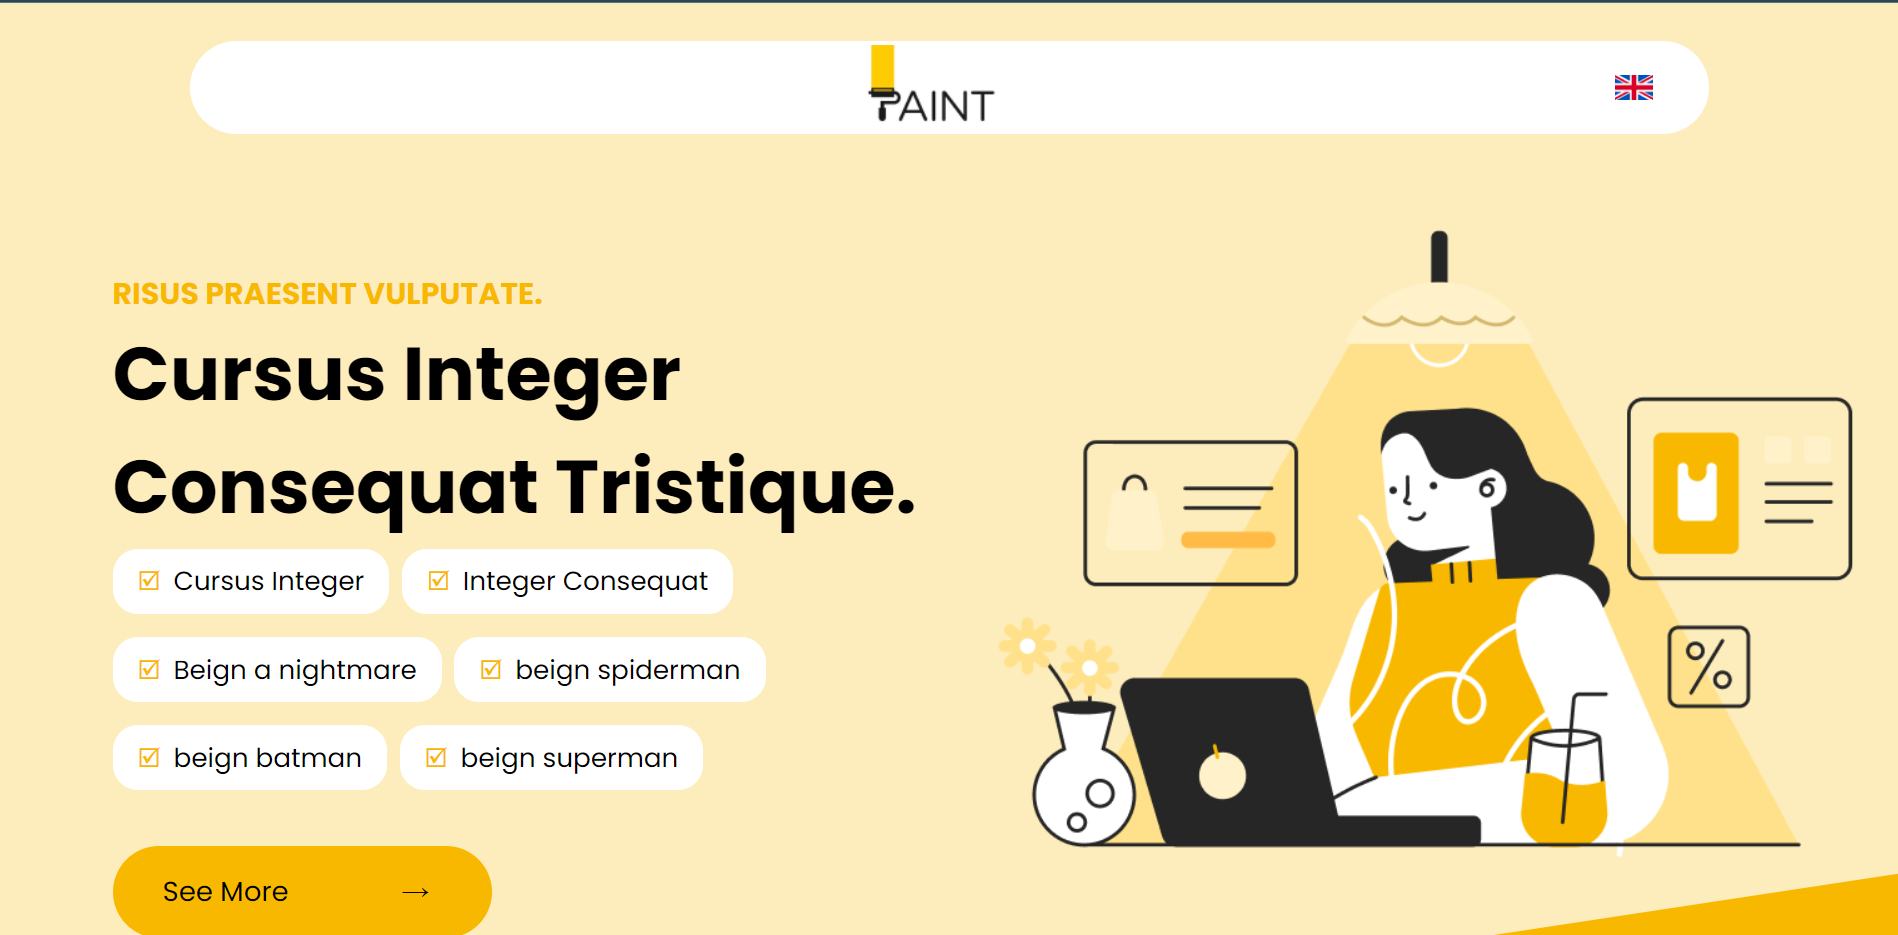 PAINT
RISUS PRAESENT VULPUTATE.
Cursus Integer
Consequat Tristique.
Cursus Integer
Integer Consequat
Beign a nightmare
beign spiderman
beign batman
beign superman
See More →
%